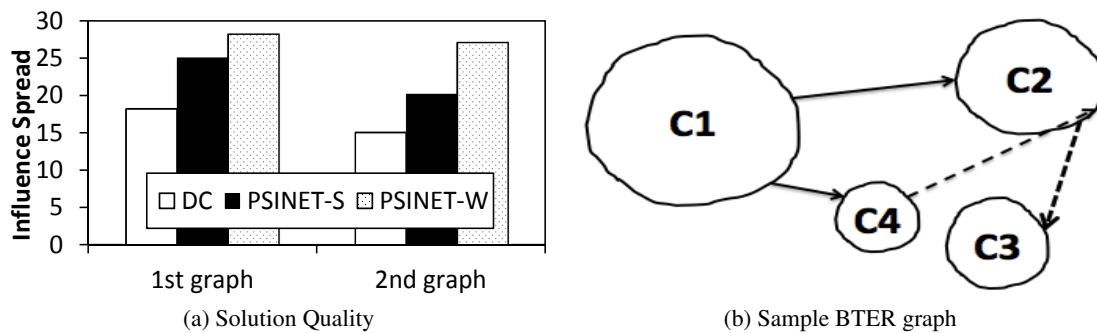 30
25
20
15
10
5
0
Influence Spread
DC PSINET-S PSINET-W
1st graph 2nd graph
(a) Solution Quality
C1
C2
C4
C3
(b) Sample BTER graph